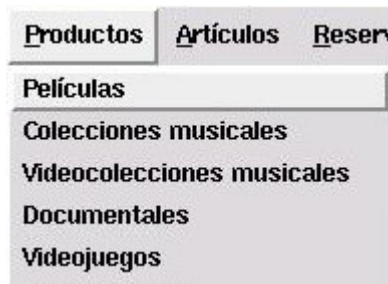 Productos Artículos
Películas
Colecciones musicales
Videocolecciones musicales
Documentales
Videojuegos